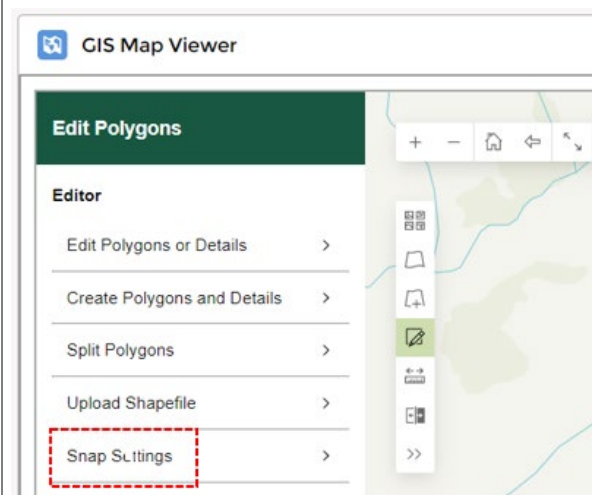 GIS Map Viewer
Edit Polygons
Editor
Edit Polygons or Details
Create Polygons and Details
Split Polygons
Upload Shapefile
Snap Settings